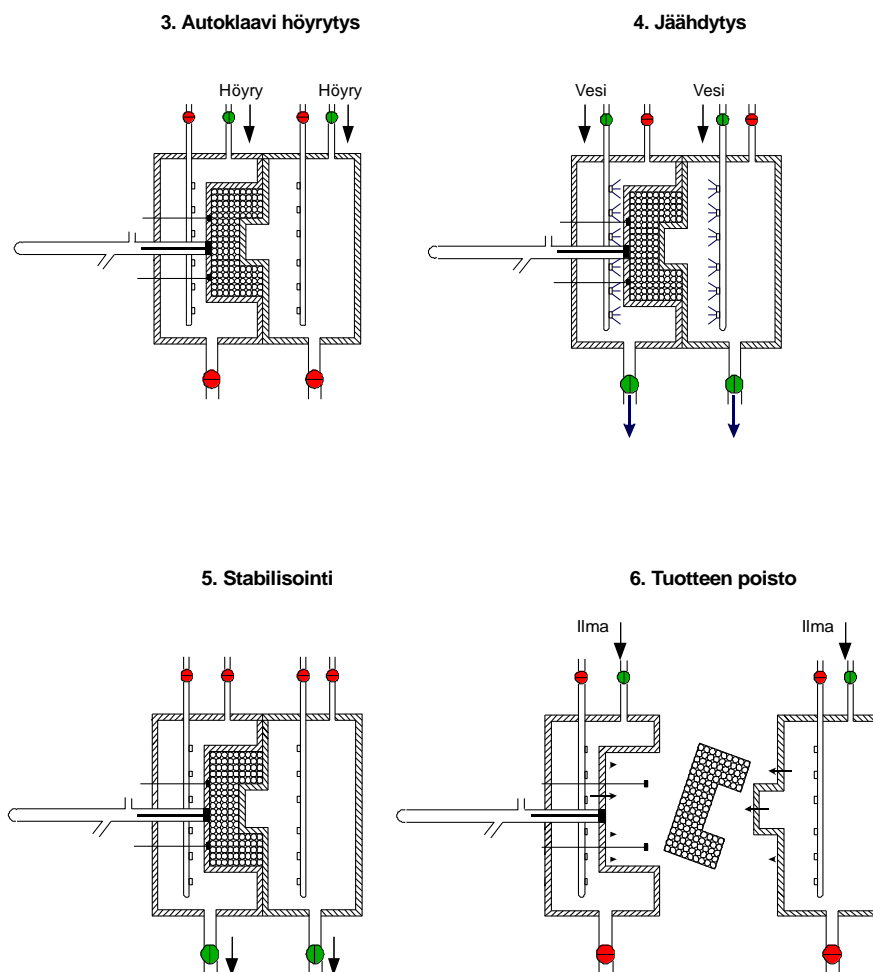 3. Autoklaavi höyrytys
4. Jäähdytys
Höyry
Höyry
Vesi
Vesi
5. Stabilisointi
6. Tuotteen poisto
Ilma
Ilma